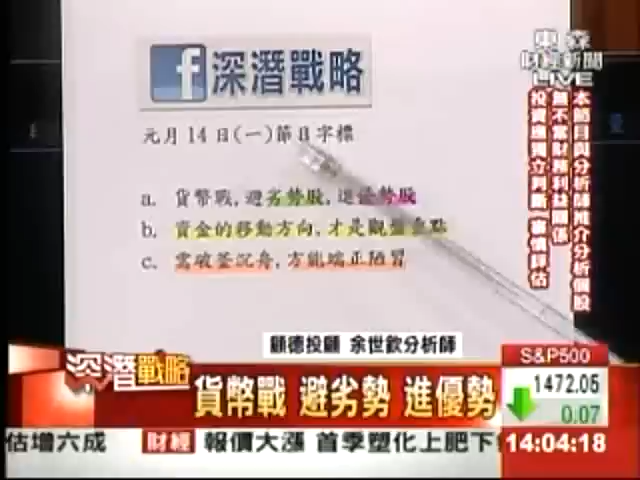 東森
財經新聞
LIVE
本節目與分析師推介分析個股
無不當財務利益關係
投資應獨立判斷 審慎評估
f 深潛戰略
元月14日(一)節目字標
a. 貨幣戰,避劣勢股,進優勢股
b. 資金的移動方向,才是觀盤重點
c. 需破釜沉舟,方能端正陋習
顧德投顧 余世欽分析師
深潛戰略
貨幣戰 避劣勢 進優勢
S&P500
1472.05
0.07
估增六成 財經 報價大漲 首季塑化上肥下
14:04:18